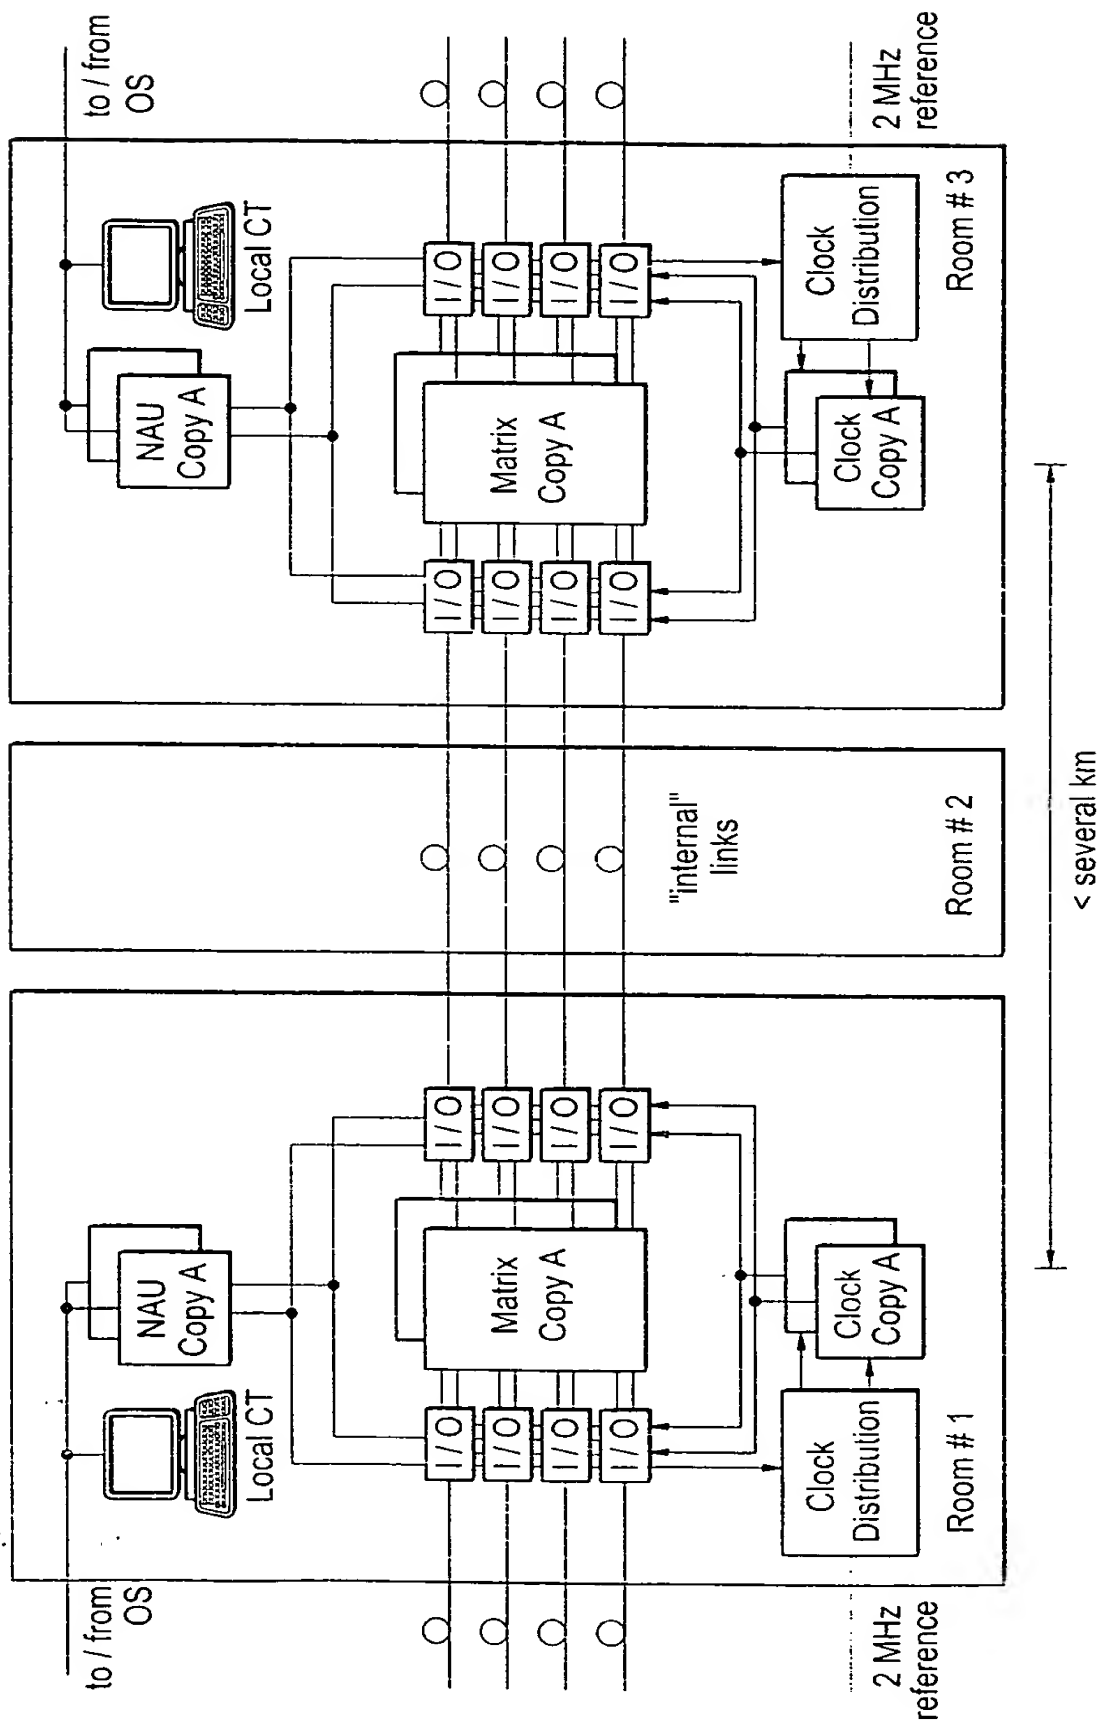 to / from
OS
Local CT
NAU
Copy A
I/O
I/O
I/O
I/O
Matrix
Copy A
I/O
I/O
I/O
I/O
Clock
Distribution
Clock
Copy A
2 MHz
reference
Room # 1
"internal"
links
Room # 2
NAU
Copy A
Local CT
to / from
OS
I/O
I/O
I/O
I/O
Matrix
Copy A
I/O
I/O
I/O
I/O
Clock
Copy A
Clock
Distribution
2 MHz
reference
Room # 3
< several km